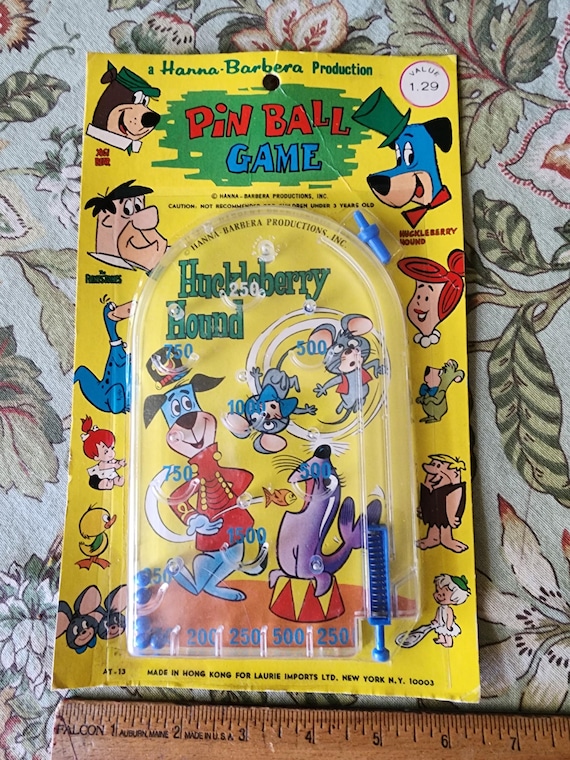 a Hanna-Barbera Production
VALUE
1.29
PIN BALL
GAME
YOGI
BEAR
© HANNA-BARBERA PRODUCTIONS, INC.
CAUTION: NOT RECOMMENDED FOR CHILDREN UNDER 3 YEARS OLD
HUCKLEBERRY
HOUND
© HANNA-BARBERA PRODUCTIONS, INC.
The
FLINTSTONES
Huckleberry
Hound
250
750
500
1000
750
500
1500
250
200
250
500
250
AT-13
MADE IN HONG KONG FOR LAURIE IMPORTS LTD. NEW YORK N.Y. 10003
FALCON
AUBURN, MAINE
MADE IN U.S.A.
1
2
3
4
5
6
7